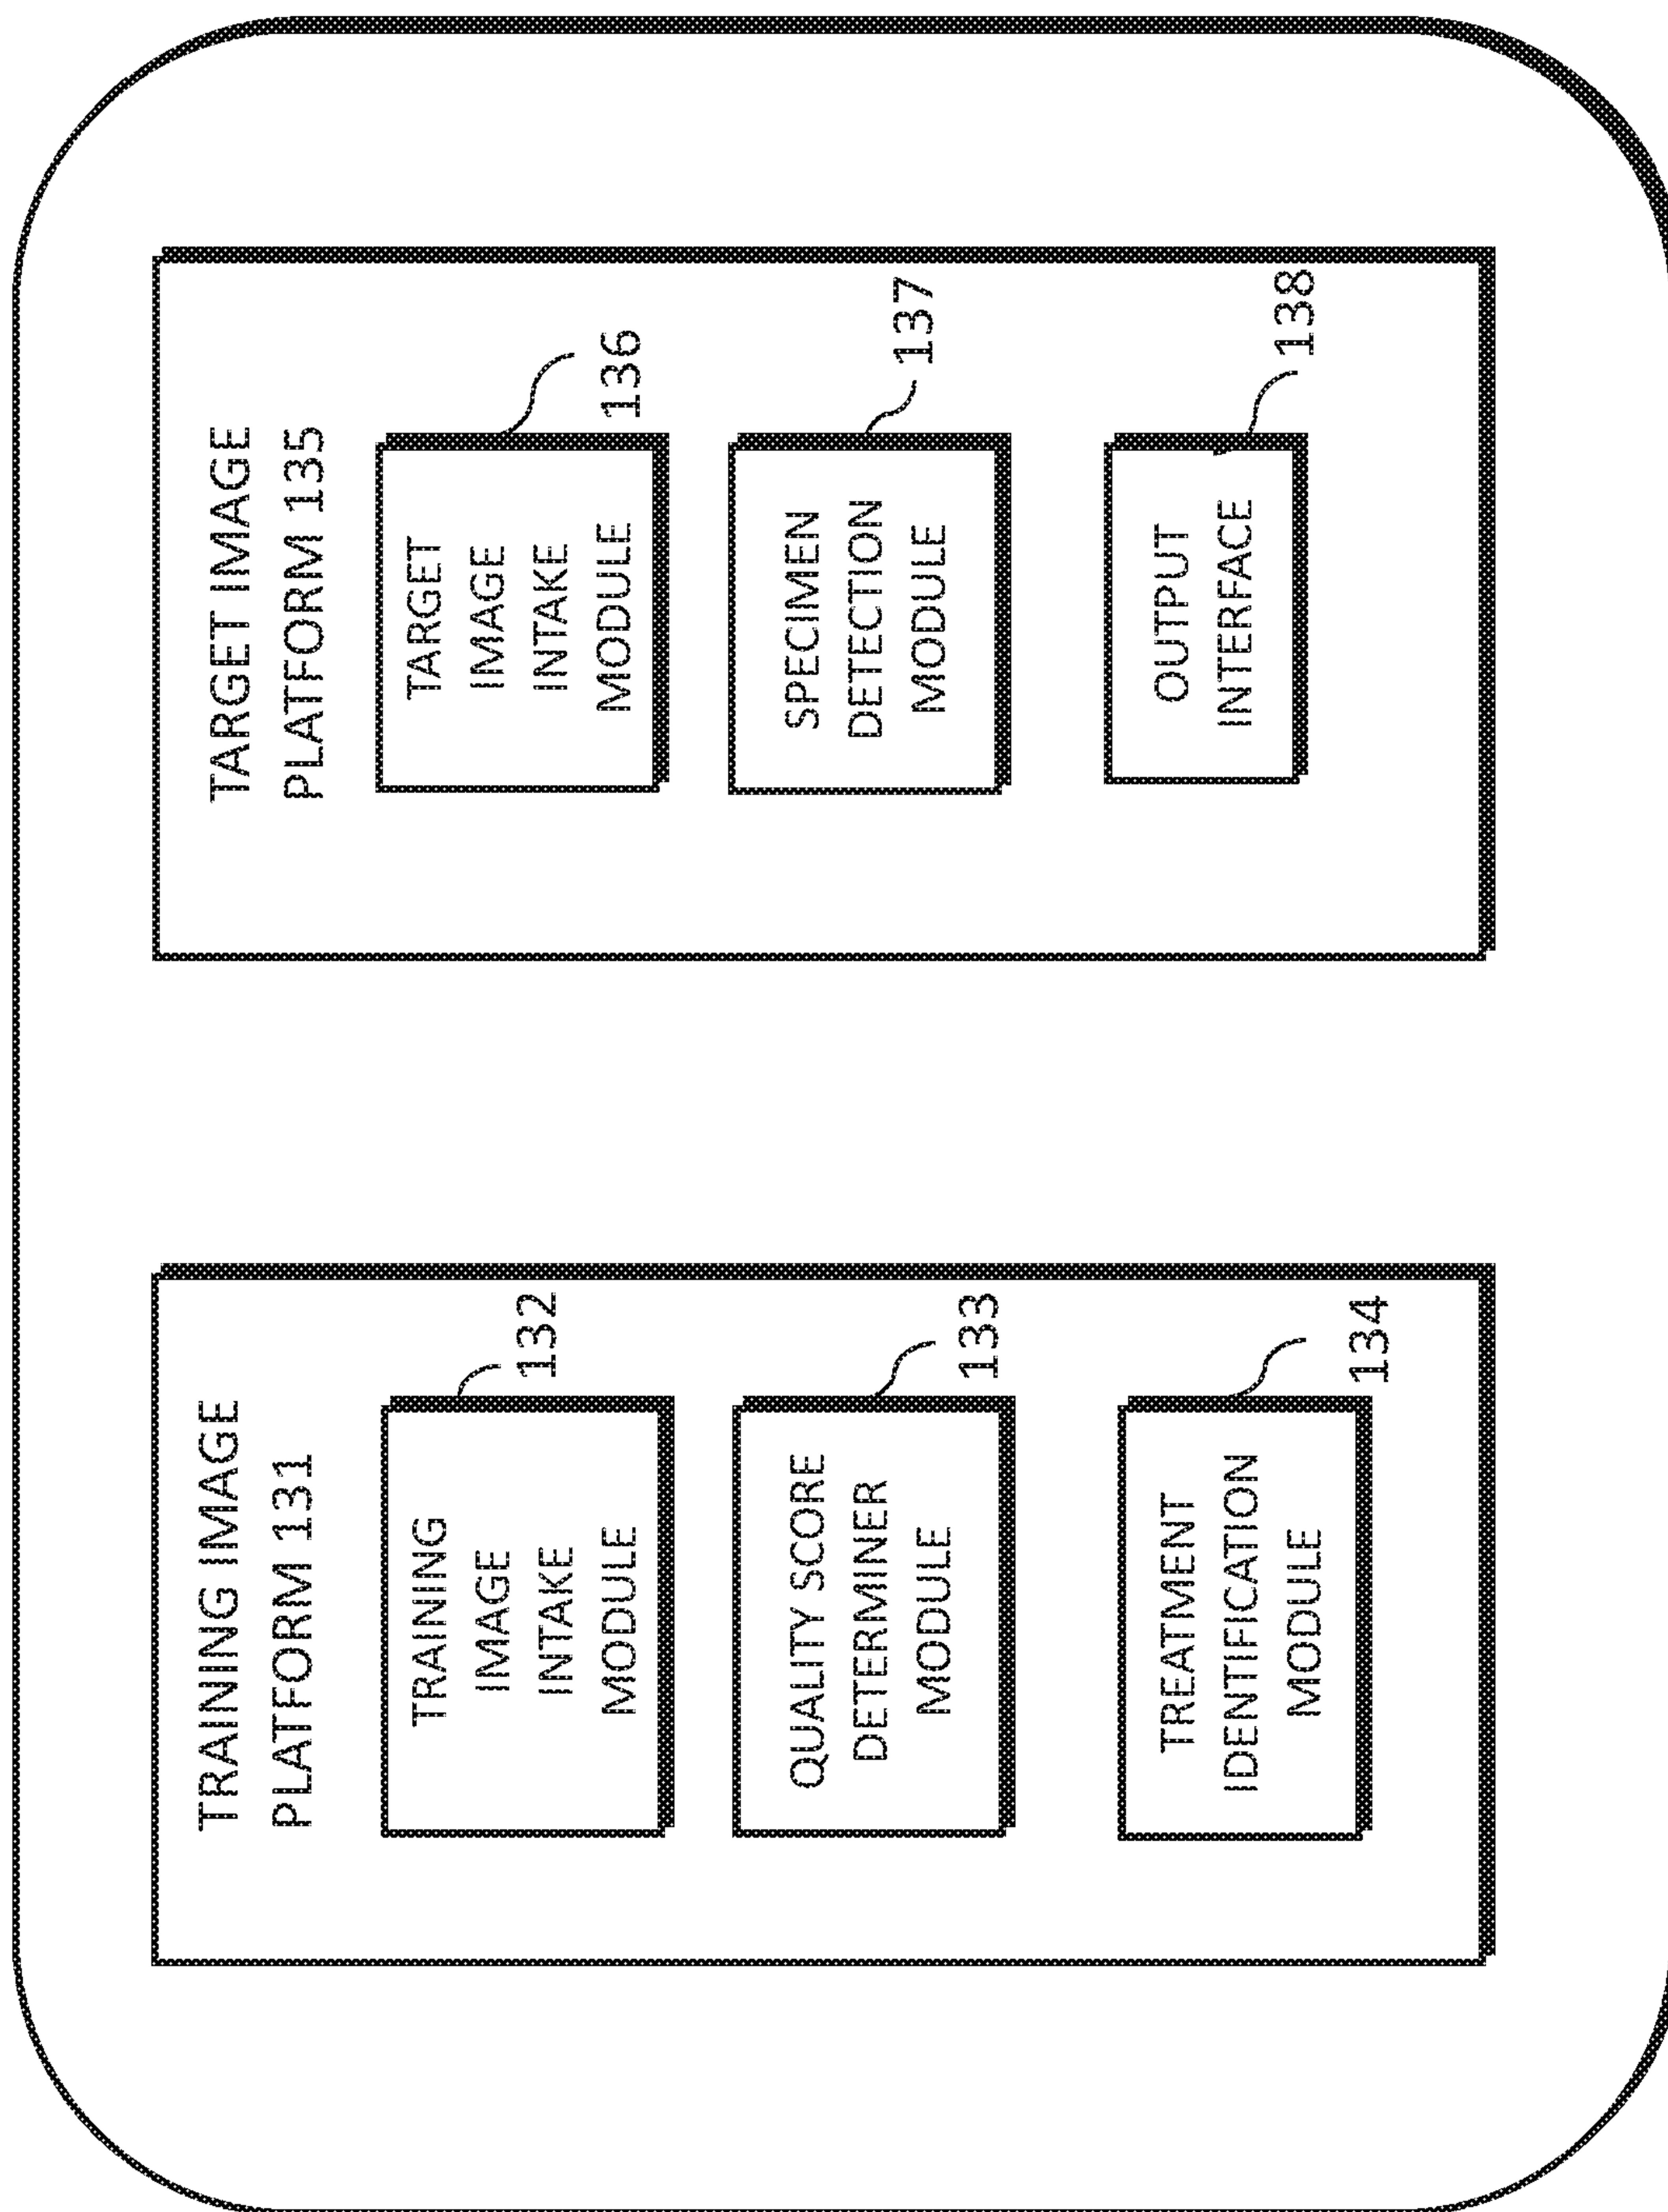 TRAINING IMAGE
PLATFORM 131
TRAINING
IMAGE
INTAKE
MODULE
132
QUALITY SCORE
DETERMINER
MODULE
133
TREATMENT
IDENTIFICATION
MODULE
134
TARGET IMAGE
PLATFORM 135
TARGET
IMAGE
INTAKE
MODULE
136
SPECIMEN
DETECTION
MODULE
137
OUTPUT
INTERFACE
138